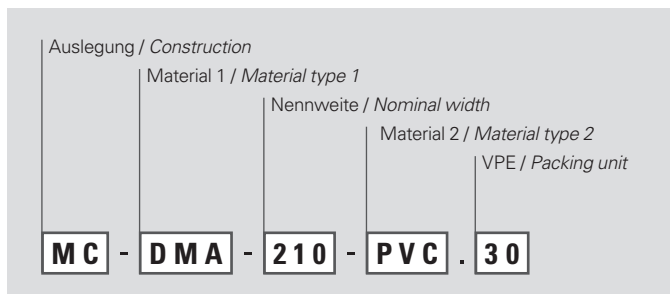 Auslegung / Construction
Material 1 / Material type 1
Nennweite / Nominal width
Material 2 / Material type 2
VPE / Packing unit
MC - DMA - 210 - PVC . 30